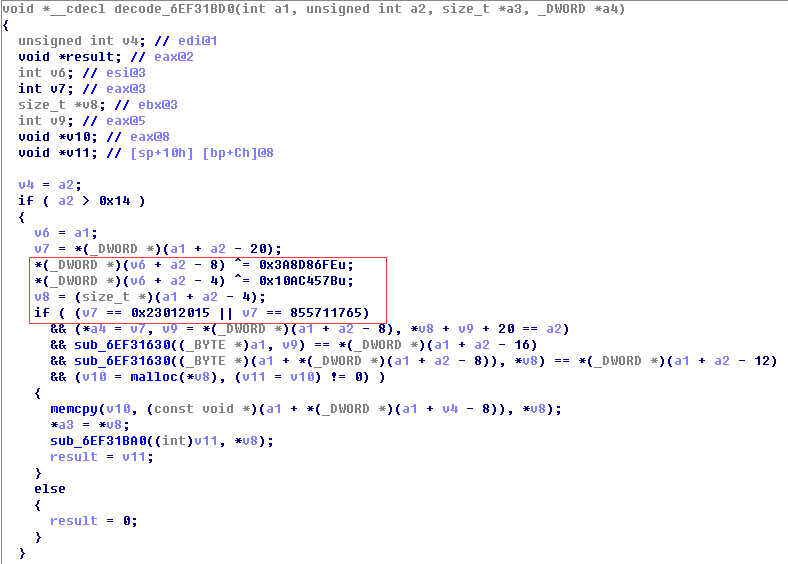 void *__cdecl decode_6EF31BD0(int a1, unsigned int a2, size_t *a3, _DWORD *a4)
{
  unsigned int v4; // edi@1
  void *result; // eax@2
  int v6; // esi@3
  int v7; // eax@3
  size_t *v8; // ebx@3
  int v9; // eax@5
  void *v10; // eax@8
  void *v11; // [sp+10h] [bp+Ch]@8

  v4 = a2;
  if ( a2 > 0x14 )
  {
    v6 = a1;
    v7 = *(_DWORD *)(a1 + a2 - 20);
    *(_DWORD *)(v6 + a2 - 8) ^= 0x3A8D86FEu;
    *(_DWORD *)(v6 + a2 - 4) ^= 0x10AC457Bu;
    v8 = (size_t *)(a1 + a2 - 4);
    if ( (v7 == 0x23012015 || v7 == 855711765)
      && (*a4 = v7, v9 = *(_DWORD *)(a1 + a2 - 8), *v8 + v9 + 20 == a2)
      && sub_6EF31630((_BYTE *)a1, v9) == *(_DWORD *)(a1 + a2 - 16)
      && sub_6EF31630((_BYTE *)(a1 + *(_DWORD *)(a1 + a2 - 8)), *v8) == *(_DWORD *)(a1 + a2 - 12)
      && (v10 = malloc(*v8), (v11 = v10) != 0) )
    {
      memcpy(v10, (const void *)(a1 + *(_DWORD *)(a1 + v4 - 8)), *v8);
      *a3 = *v8;
      sub_6EF31BA0((int)v11, *v8);
      result = v11;
    }
    else
    {
      result = 0;
    }
  }